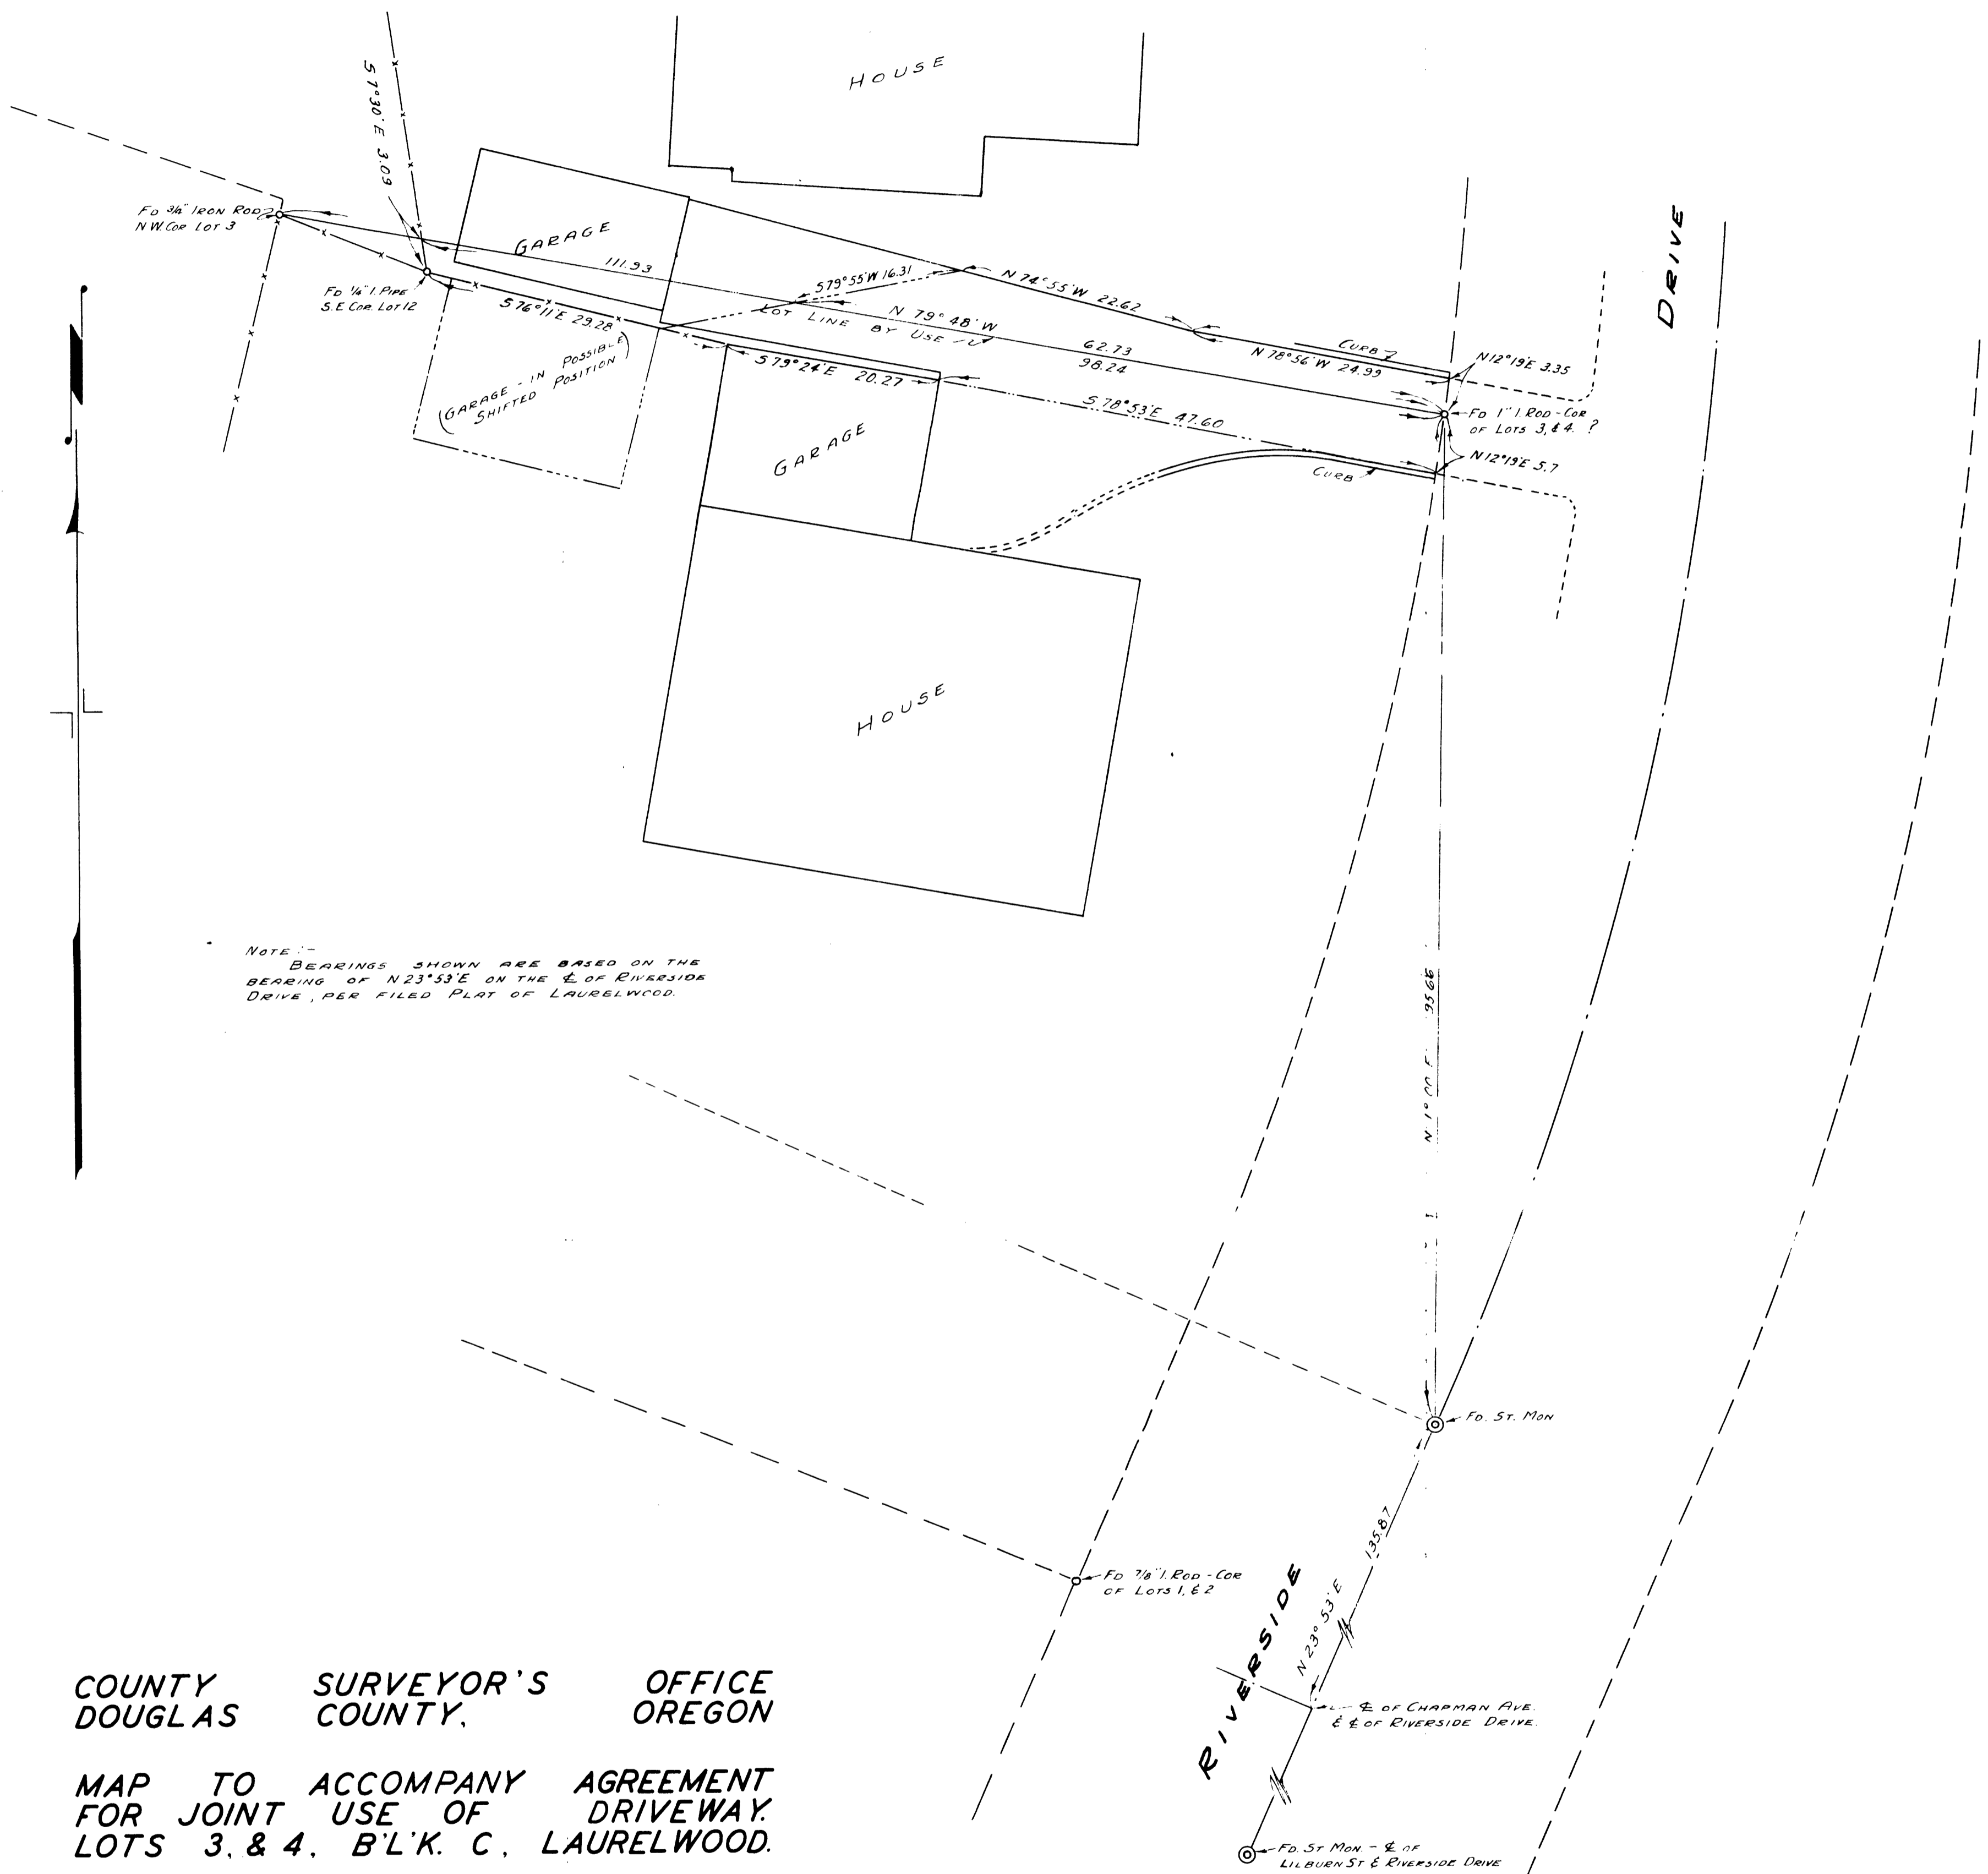 HOUSE
S 7°30' E 3.09
DRIVE
FD 3/4" IRON ROD
N.W. COR LOT 3
GARAGE
111.93
S79°55'W 16.31
N 74°55'W 22.62
FD 1/4" I. PIPE
S.E. COR. LOT 12
S 76°11'E 29.28
LOT LINE BY USE
N 79°48'W
62.73
98.24
CURB
N 78°56'W 24.99
N12°19'E 3.35
(GARAGE - IN POSSIBLE
SHIFTED POSITION)
S 79°24'E 20.27
S 78°53'E 47.60
FD 1" I. ROD - COR
OF LOTS 3, & 4. ?
GARAGE
CURB
N12°19'E 5.7
HOUSE
NOTE:-
BEARINGS SHOWN ARE BASED ON THE
BEARING OF N 23°53'E ON THE ℄ OF RIVERSIDE
DRIVE, PER FILED PLAT OF LAURELWOOD.
N 1°00'E 95.68
FD. ST. MON
135.87
N 23°53'E
FD 7/8" I. ROD - COR
OF LOTS 1, & 2
RIVERSIDE
℄ OF CHAPMAN AVE.
& ℄ OF RIVERSIDE DRIVE.
FD. ST MON. - ℄ OF
LILBURN ST & RIVERSIDE DRIVE
COUNTY SURVEYOR'S OFFICE
DOUGLAS COUNTY, OREGON
MAP TO ACCOMPANY AGREEMENT
FOR JOINT USE OF DRIVEWAY.
LOTS 3, & 4, B'L'K. C, LAURELWOOD.